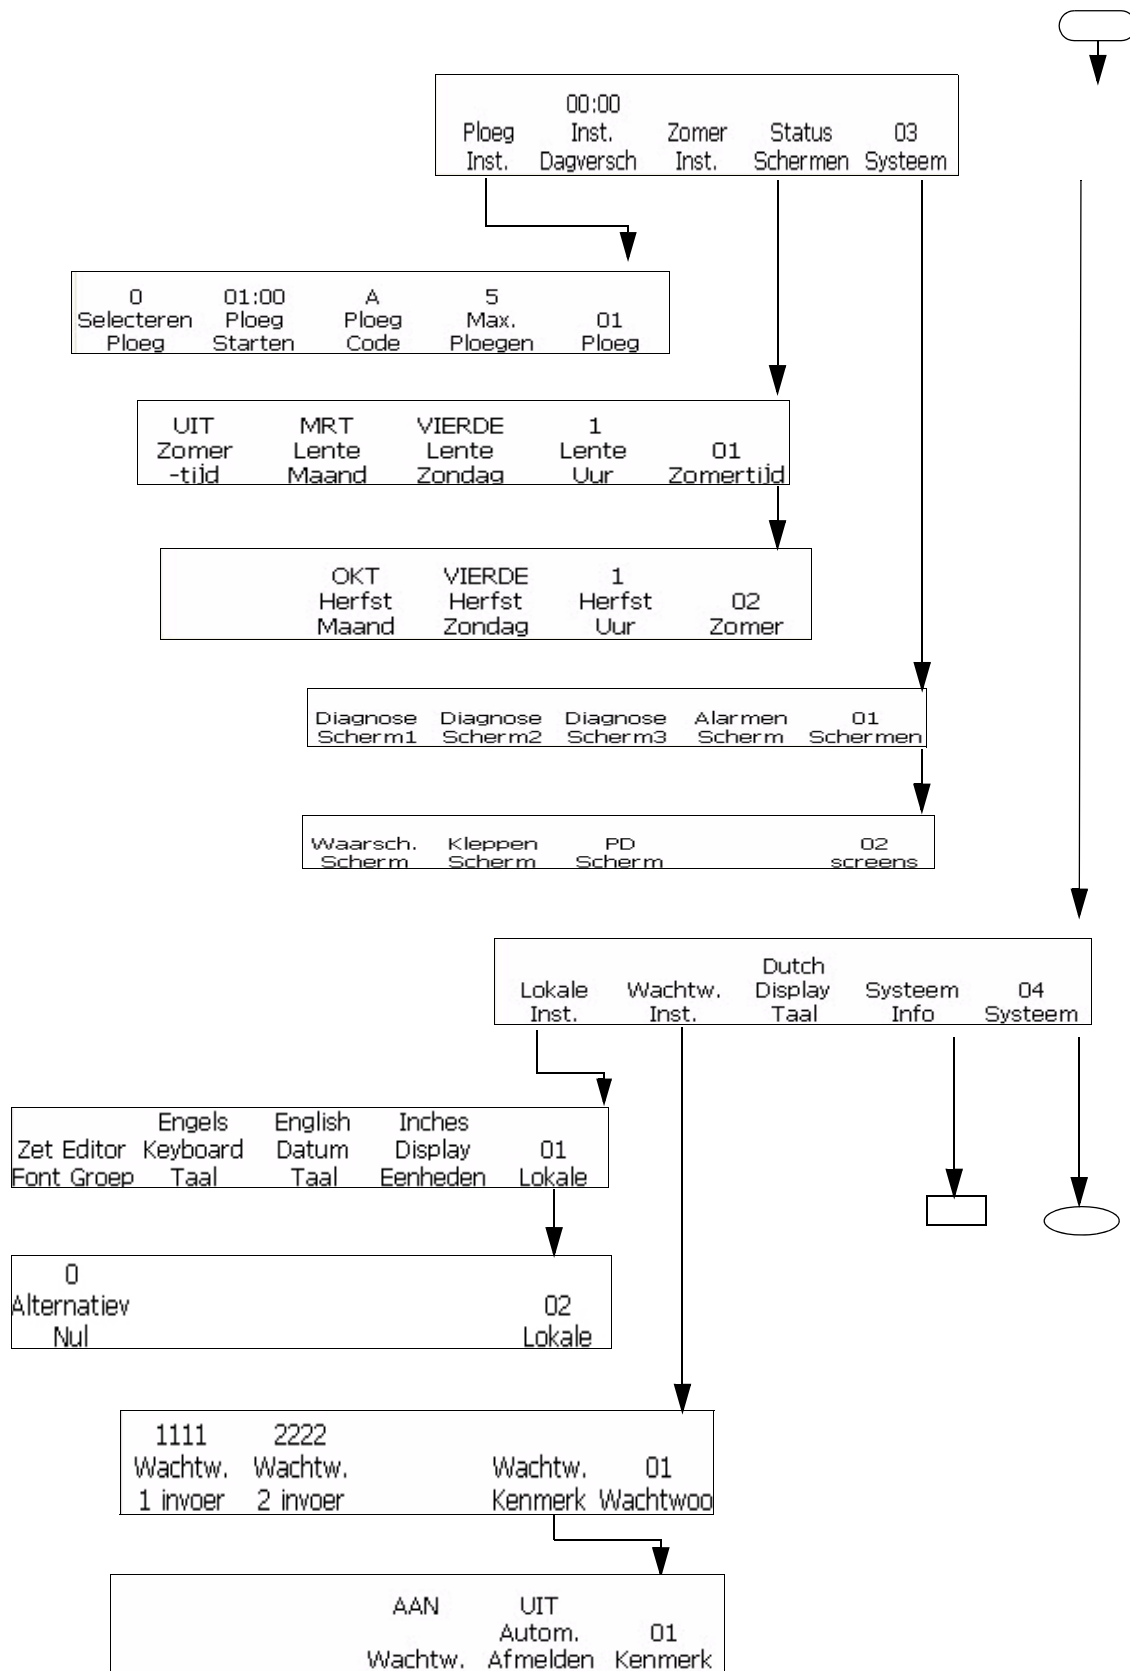 00:00
Ploeg Inst. Zomer Status 03
Inst. Dagversch Inst. Schermen Systeem
0 01:00 A 5
Selecteren Ploeg Ploeg Max. 01
Ploeg Starten Code Ploegen Ploeg
UIT MRT VIERDE 1
Zomer Lente Lente Lente 01
-tijd Maand Zondag Uur Zomertijd
OKT VIERDE 1
Herfst Herfst Herfst 02
Maand Zondag Uur Zomer
Diagnose Diagnose Diagnose Alarmen 01
Scherm1 Scherm2 Scherm3 Scherm Schermen
Waarsch. Kleppen PD 02
Scherm Scherm Scherm screens
Dutch
Lokale Wachtw. Display Systeem 04
Inst. Inst. Taal Info Systeem
Engels English Inches
Zet Editor Keyboard Datum Display 01
Font Groep Taal Taal Eenheden Lokale
0
Alternatiev 02
Nul Lokale
1111 2222
Wachtw. Wachtw. Wachtw. 01
1 invoer 2 invoer Kenmerk Wachtwoo
AAN UIT
Autom. 01
Wachtw. Afmelden Kenmerk